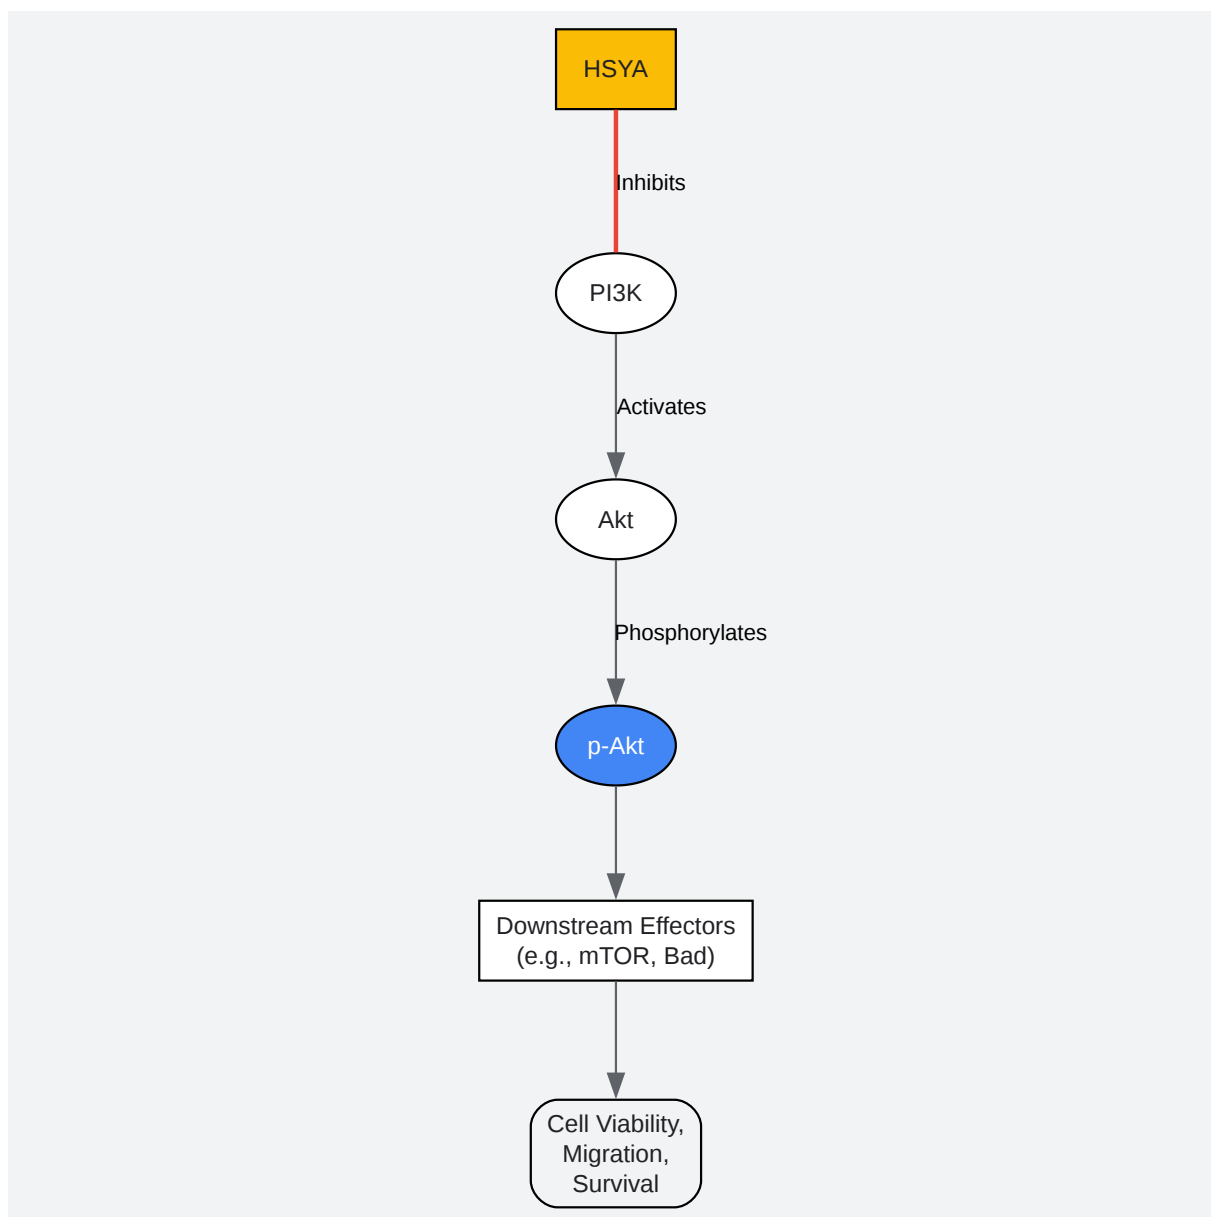 HSYA
Inhibits
PI3K
Activates
Akt
Phosphorylates
p-Akt
Downstream Effectors
(e.g., mTOR, Bad)
Cell Viability,
Migration,
Survival